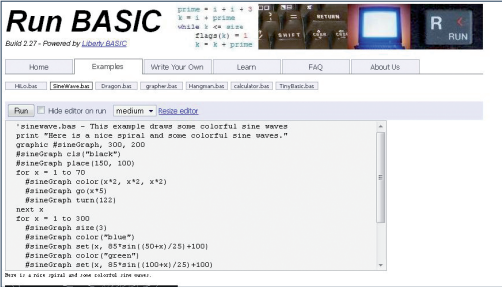 Run BASIC
Build 2.27 - Powered by Liberty BASIC
prime = i + i + 3
k = i + prime
while k <= size
flags(k) = 1
k = k + prime
RETURN
SHIFT
R
RUN
Home Examples Write Your Own Learn FAQ About Us
HiLo.bas SineWave.bas Dragon.bas grapher.bas Hangman.bas calculator.bas TinyBasic.bas
Run Hide editor on run medium Resize editor
'sinewave.bas - This example draws some colorful sine waves
print "Here is a nice spiral and some colorful sine waves."
graphic #sineGraph, 300, 200
#sineGraph cls("black")
#sineGraph place(150, 100)
for x = 1 to 70
#sineGraph color(x*2, x*2, x*2)
#sineGraph go(x*5)
#sineGraph turn(122)
next x
for x = 1 to 300
#sineGraph size(3)
#sineGraph color("blue")
#sineGraph set(x, 85*sin((50+x)/25)+100)
#sineGraph color("green")
#sineGraph set(x, 85*sin((100+x)/25)+100)
Here is a nice spiral and some colorful sine waves.